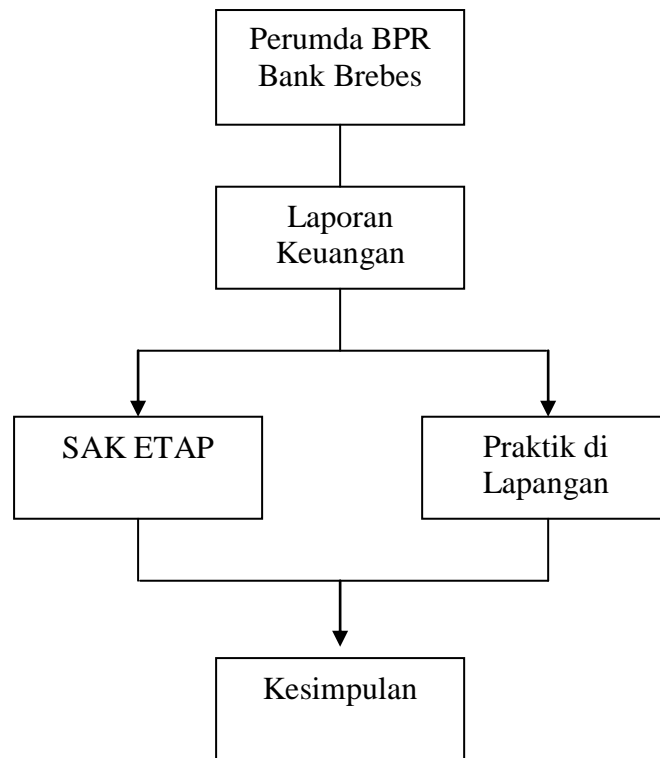 Perumda BPR
Bank Brebes
Laporan
Keuangan
SAK ETAP
Praktik di
Lapangan
Kesimpulan